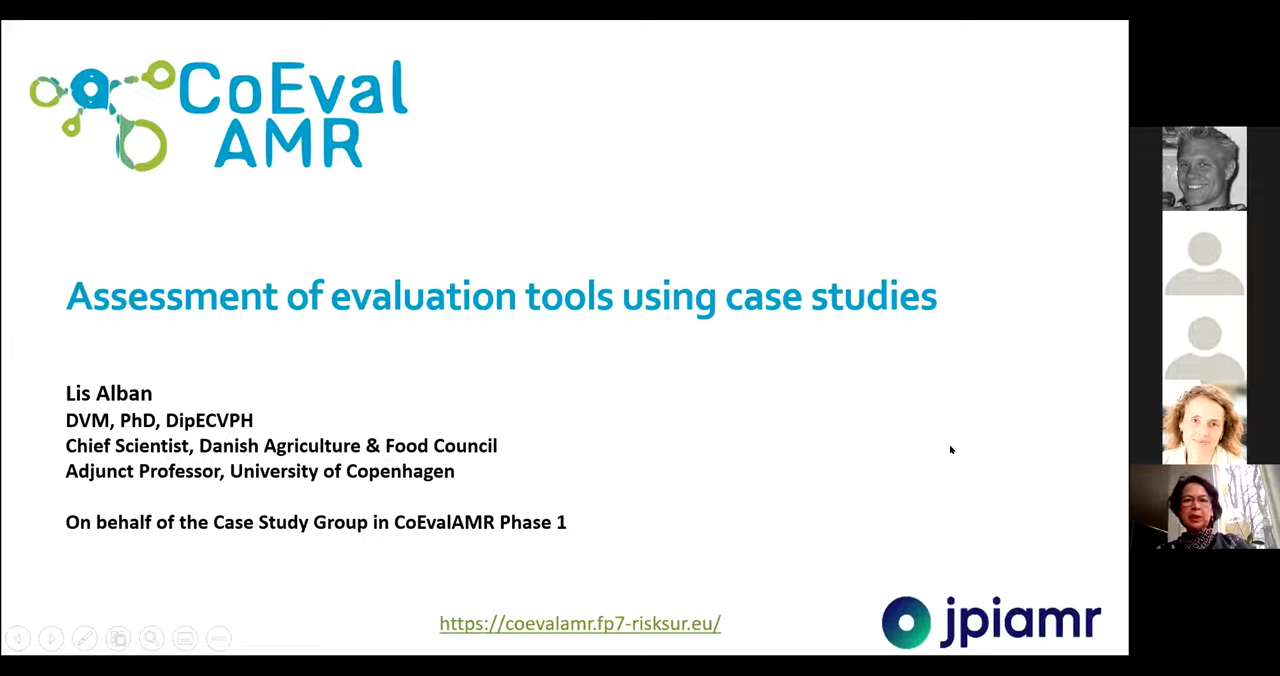 CoEval
AMR
Assessment of evaluation tools using case studies
Lis Alban
DVM, PhD, DipECVPH
Chief Scientist, Danish Agriculture & Food Council
Adjunct Professor, University of Copenhagen
On behalf of the Case Study Group in CoEvalAMR Phase 1
https://coevalamr.fp7-risksur.eu/
jpiamr